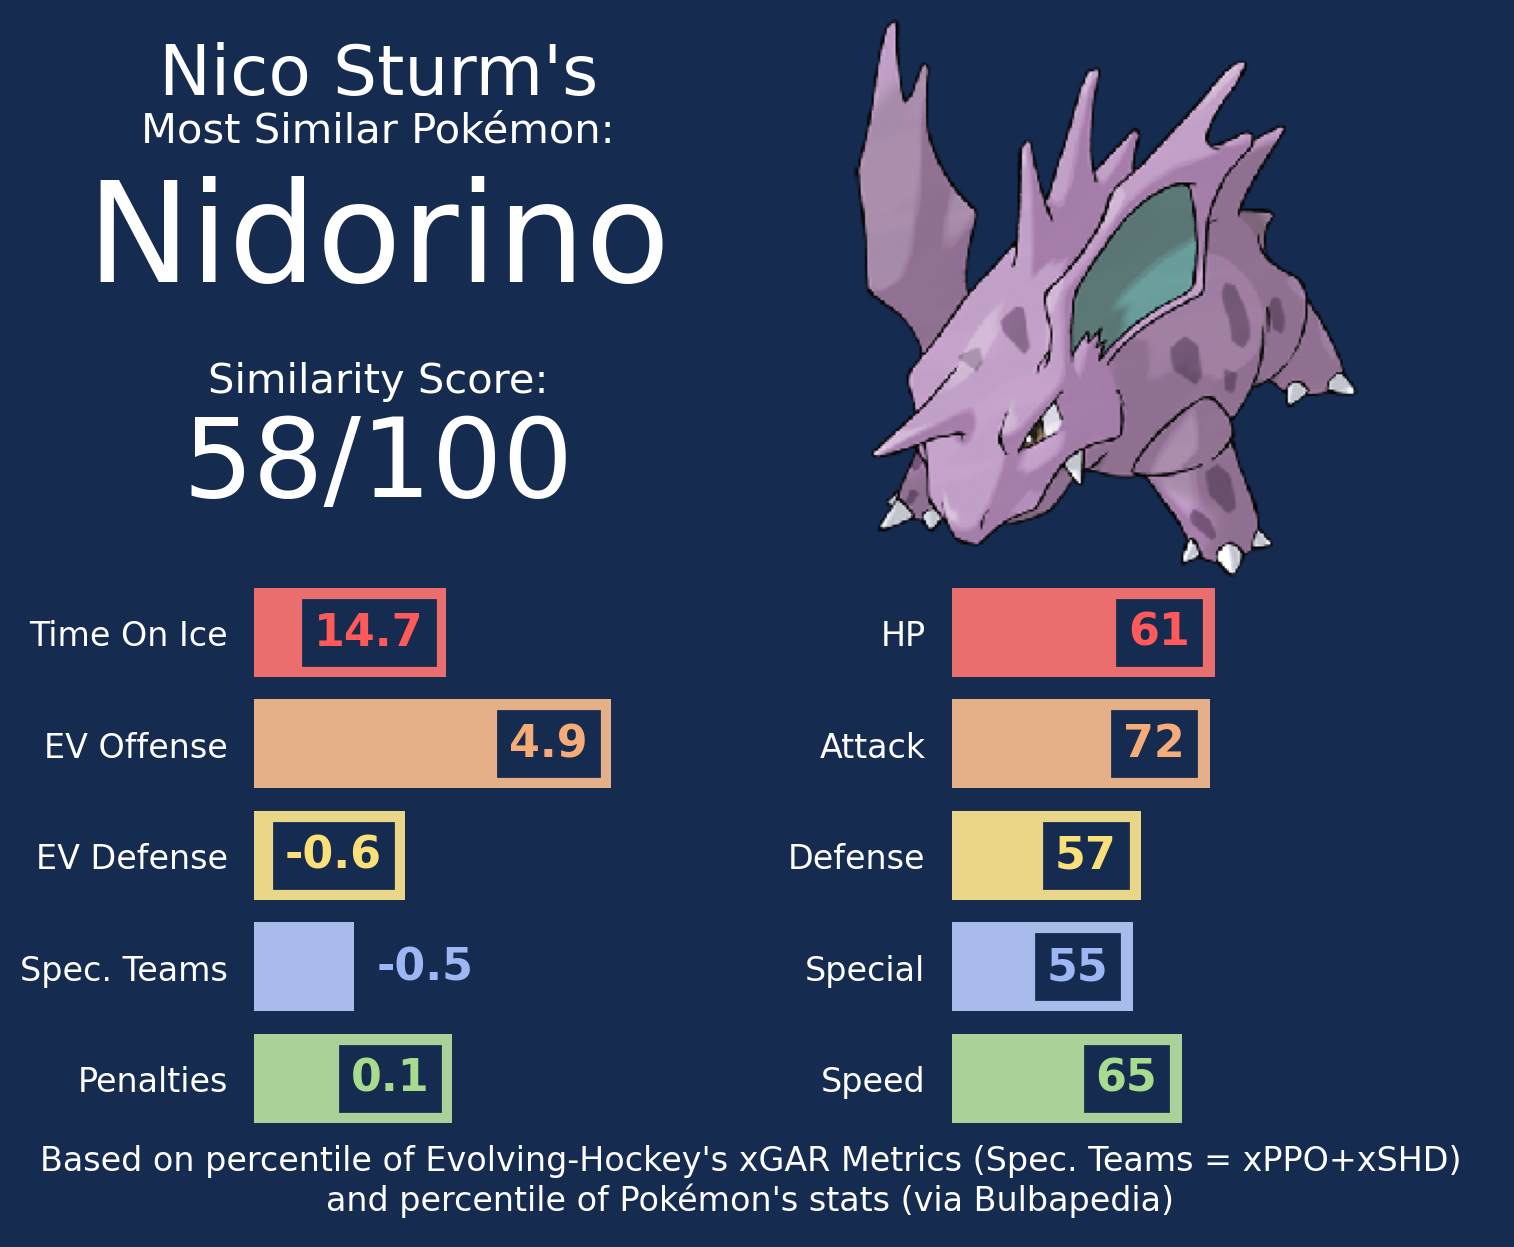 Nico Sturm's
Most Similar Pokémon:
Nidorino
Similarity Score:
58/100
Time On Ice 14.7
EV Offense 4.9
EV Defense -0.6
Spec. Teams -0.5
Penalties 0.1
HP 61
Attack 72
Defense 57
Special 55
Speed 65
Based on percentile of Evolving-Hockey's xGAR Metrics (Spec. Teams = xPPO+xSHD)
and percentile of Pokémon's stats (via Bulbapedia)